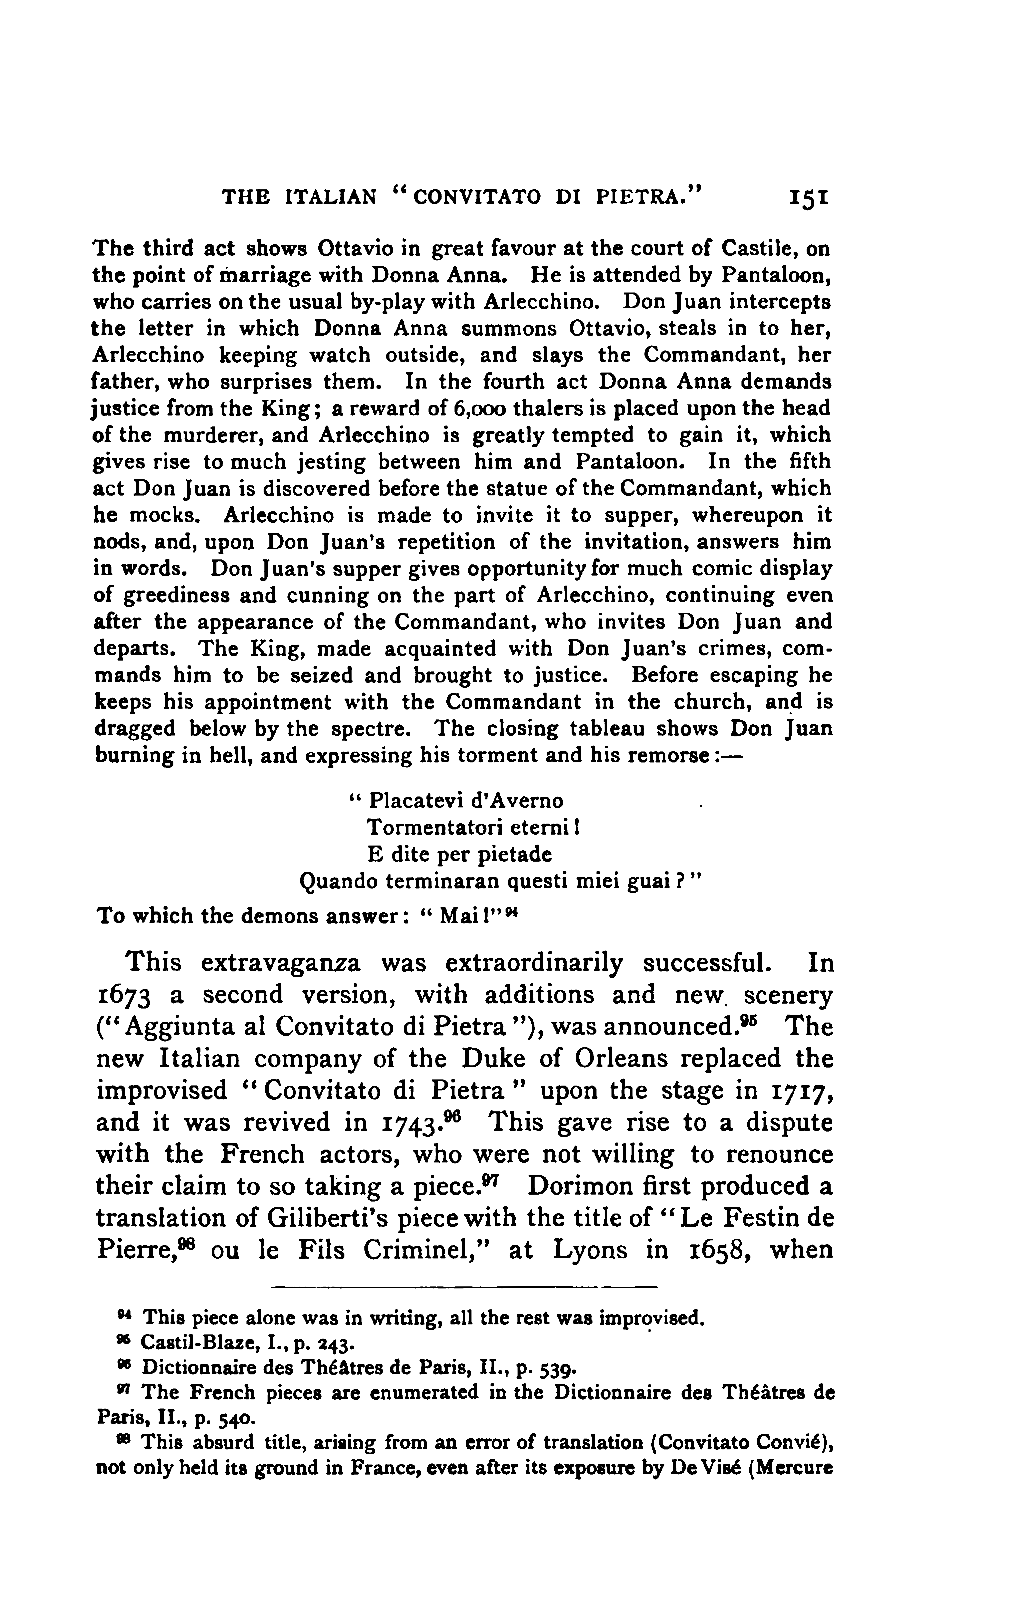 THE ITALIAN “CONVITATO DI PIETRA.” 151
The third act shows Ottavio in great favour at the court of Castile, on
the point of marriage with Donna Anna. He is attended by Pantaloon,
who carries on the usual by-play with Arlecchino. Don Juan intercepts
the letter in which Donna Anna summons Ottavio, steals in to her,
Arlecchino keeping watch outside, and slays the Commandant, her
father, who surprises them. In the fourth act Donna Anna demands
justice from the King; a reward of 6,000 thalers is placed upon the head
of the murderer, and Arlecchino is greatly tempted to gain it, which
gives rise to much jesting between him and Pantaloon. In the fifth
act Don Juan is discovered before the statue of the Commandant, which
he mocks. Arlecchino is made to invite it to supper, whereupon it
nods, and, upon Don Juan's repetition of the invitation, answers him
in words. Don Juan's supper gives opportunity for much comic display
of greediness and cunning on the part of Arlecchino, continuing even
after the appearance of the Commandant, who invites Don Juan and
departs. The King, made acquainted with Don Juan's crimes, com-
mands him to be seized and brought to justice. Before escaping he
keeps his appointment with the Commandant in the church, and is
dragged below by the spectre. The closing tableau shows Don Juan
burning in hell, and expressing his torment and his remorse:—
“Placatevi d'Averno
Tormentatori eterni!
E dite per pietade
Quando terminaran questi miei guai?”
To which the demons answer: “Mai!”⁹⁴
This extravaganza was extraordinarily successful. In
1673 a second version, with additions and new scenery
(“Aggiunta al Convitato di Pietra”), was announced.⁹⁵ The
new Italian company of the Duke of Orleans replaced the
improvised “Convitato di Pietra” upon the stage in 1717,
and it was revived in 1743.⁹⁶ This gave rise to a dispute
with the French actors, who were not willing to renounce
their claim to so taking a piece.⁹⁷ Dorimon first produced a
translation of Giliberti's piece with the title of “Le Festin de
Pierre,⁹⁸ ou le Fils Criminel,” at Lyons in 1658, when
⁹⁴ This piece alone was in writing, all the rest was improvised.
⁹⁵ Castil-Blaze, I., p. 243.
⁹⁶ Dictionnaire des Théâtres de Paris, II., p. 539.
⁹⁷ The French pieces are enumerated in the Dictionnaire des Théâtres de
Paris, II., p. 540.
⁹⁸ This absurd title, arising from an error of translation (Convitato Convié),
not only held its ground in France, even after its exposure by De Visé (Mercure